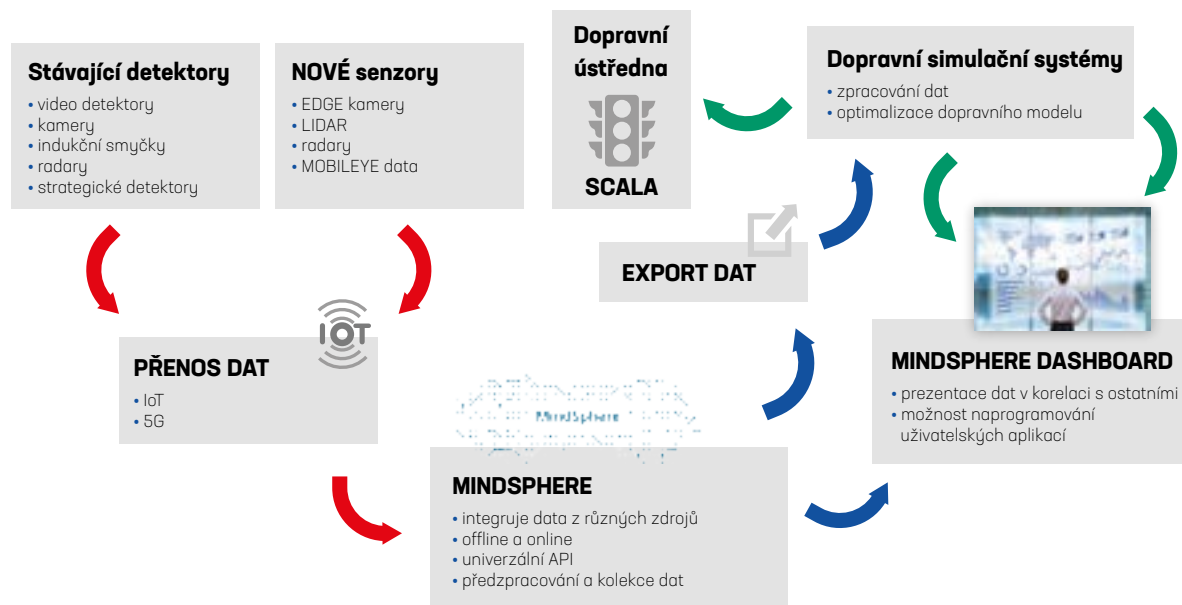 Stávající detektory
• video detektory
• kamery
• indukční smyčky
• radary
• strategické detektory
NOVÉ senzory
• EDGE kamery
• LIDAR
• radary
• MOBILEYE data
Dopravní
ústředna
SCALA
Dopravní simulační systémy
• zpracování dat
• optimalizace dopravního modelu
EXPORT DAT
IOT
PŘENOS DAT
• IoT
• 5G
MindSphere
MINDSPHERE
• integruje data z různých zdrojů
• offline a online
• univerzální API
• předzpracování a kolekce dat
MINDSPHERE DASHBOARD
• prezentace dat v korelaci s ostatními
• možnost naprogramování
uživatelských aplikací